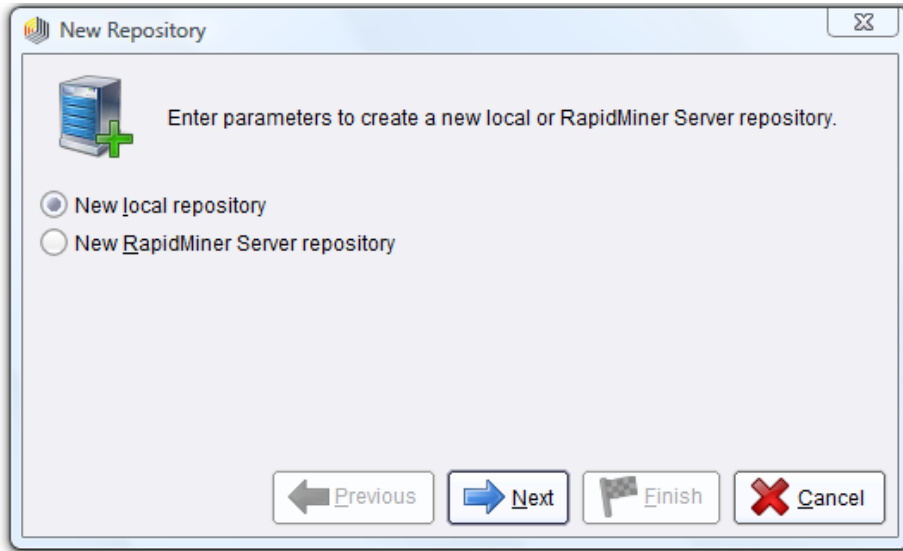 New Repository
Enter parameters to create a new local or RapidMiner Server repository.
New local repository
New RapidMiner Server repository
Previous Next Finish Cancel